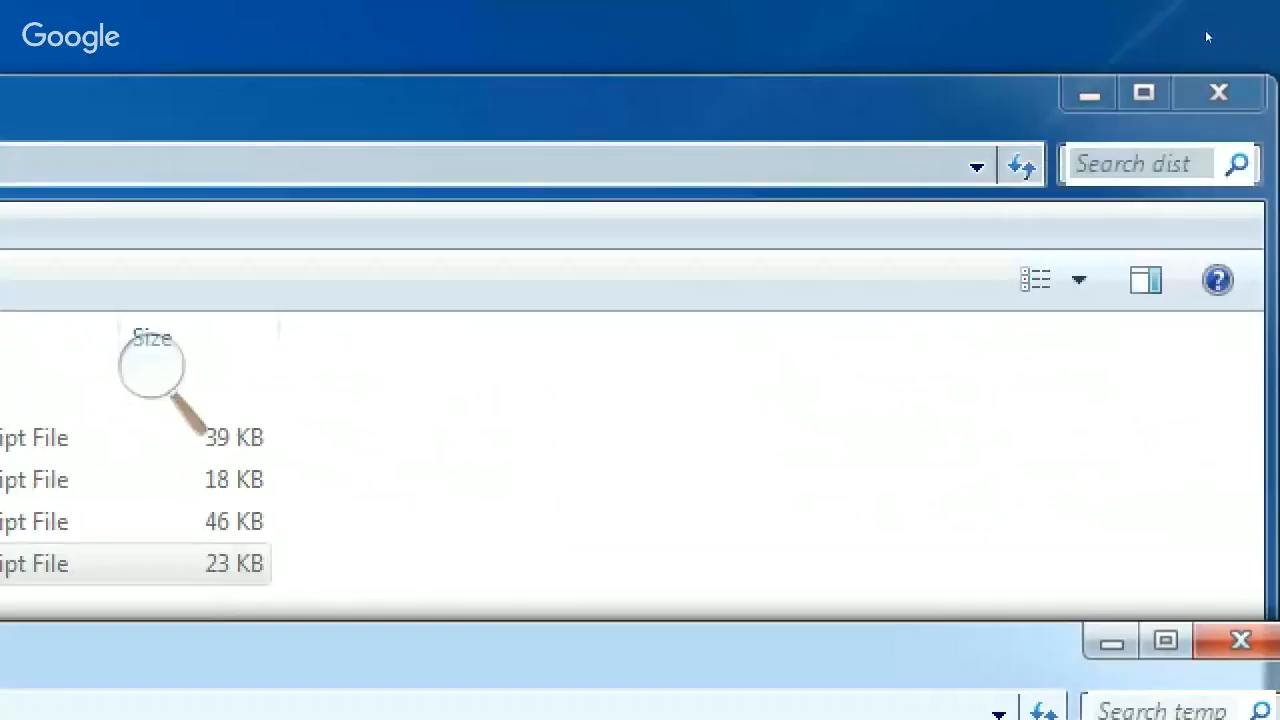 Google
Search dist
Size
ipt File 39 KB
ipt File 18 KB
ipt File 46 KB
ipt File 23 KB
Search temp